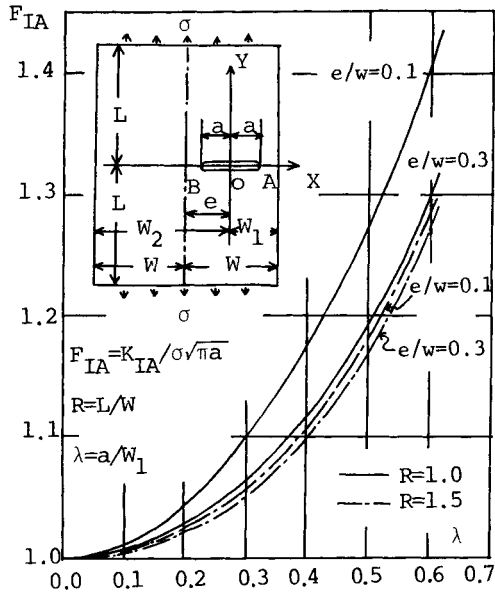 F_IA
σ
1.4
Y
e/w=0.1
L
a
a
e/w=0.3
B
o
A
X
1.3
e
L
W_2
W_1
W
W
e/w=0.1
1.2
σ
e/w=0.3
F_IA=K_IA/σ√πa
R=L/W
1.1
λ=a/W_1
R=1.0
R=1.5
λ
1.0
0.0
0.1
0.2
0.3
0.4
0.5
0.6
0.7